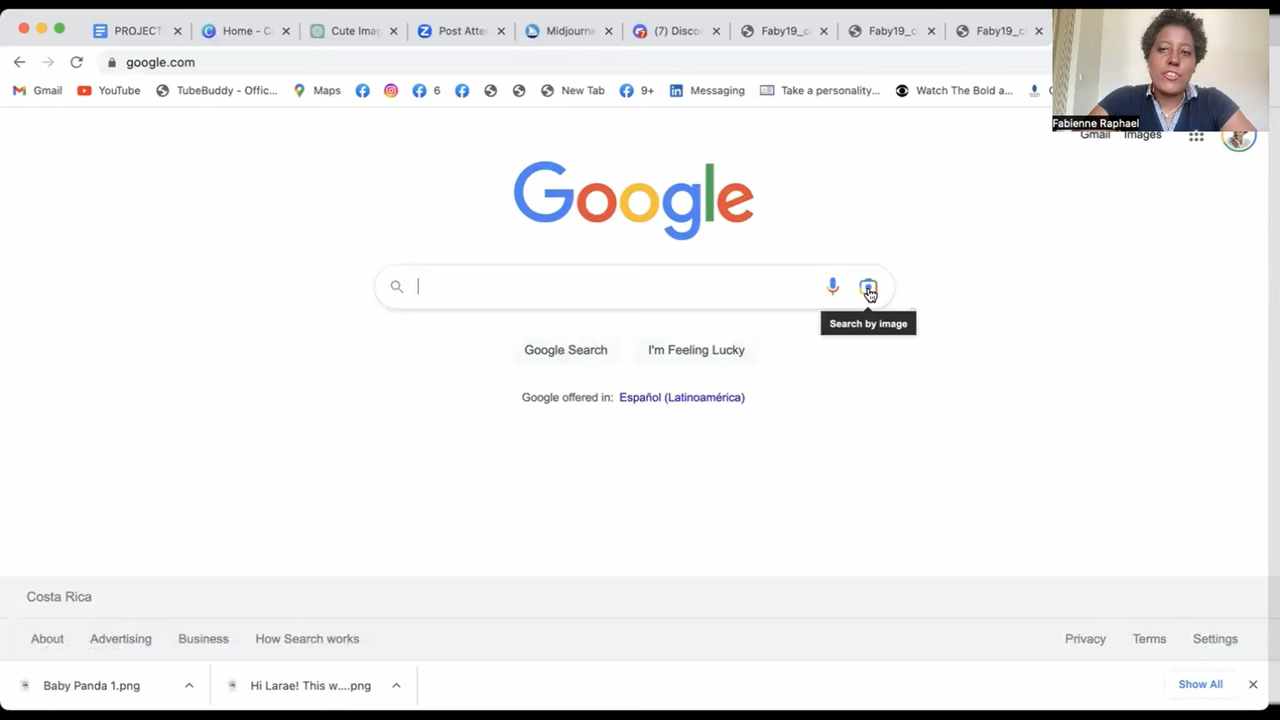 PROJECT
Home - C
Cute Ima
Post Atte
Midjourne
(7) Disco
Faby19_c
Faby19_c
Faby19_c
google.com
Gmail
YouTube
TubeBuddy - Offic...
Maps
6
New Tab
9+
Messaging
Take a personality...
Watch The Bold a...
Fabienne Raphael
Gmail
Images
Google
Search by image
Google Search
I'm Feeling Lucky
Google offered in: Español (Latinoamérica)
Costa Rica
About
Advertising
Business
How Search works
Privacy
Terms
Settings
Baby Panda 1.png
Hi Larae! This w....png
Show All